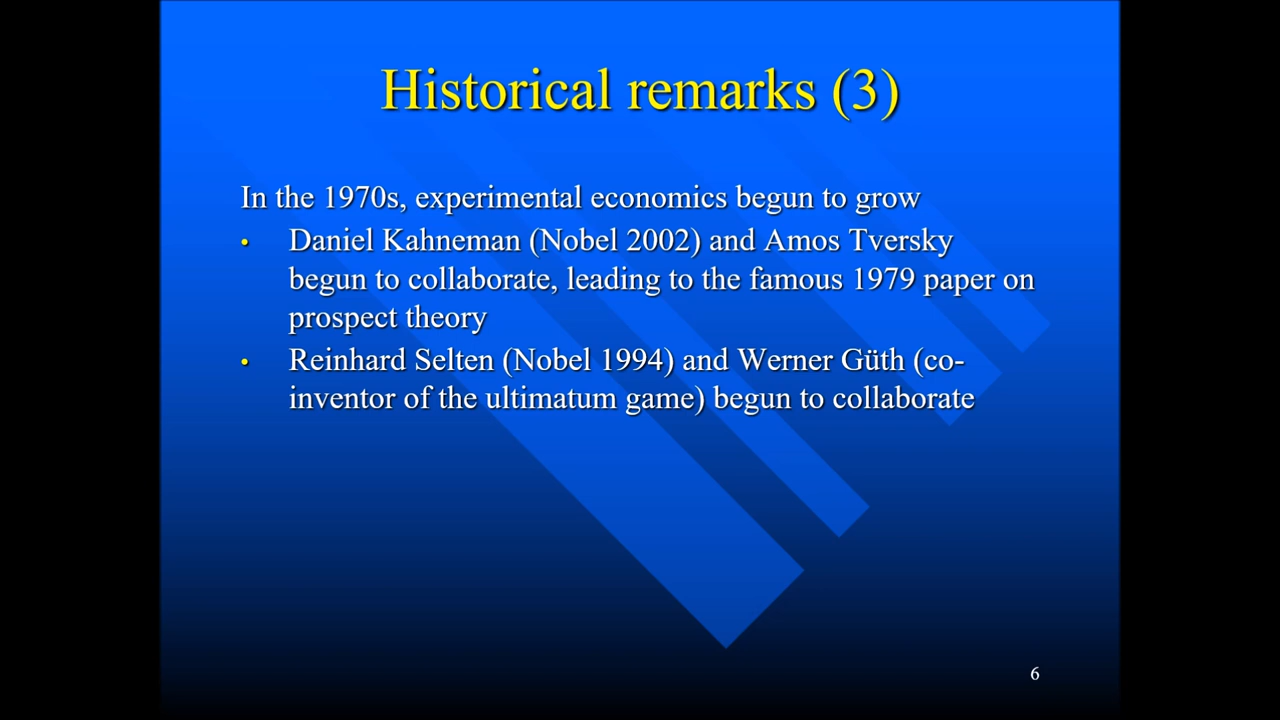 Historical remarks (3)
In the 1970s, experimental economics begun to grow
• Daniel Kahneman (Nobel 2002) and Amos Tversky
begun to collaborate, leading to the famous 1979 paper on
prospect theory
• Reinhard Selten (Nobel 1994) and Werner Güth (co-
inventor of the ultimatum game) begun to collaborate
6